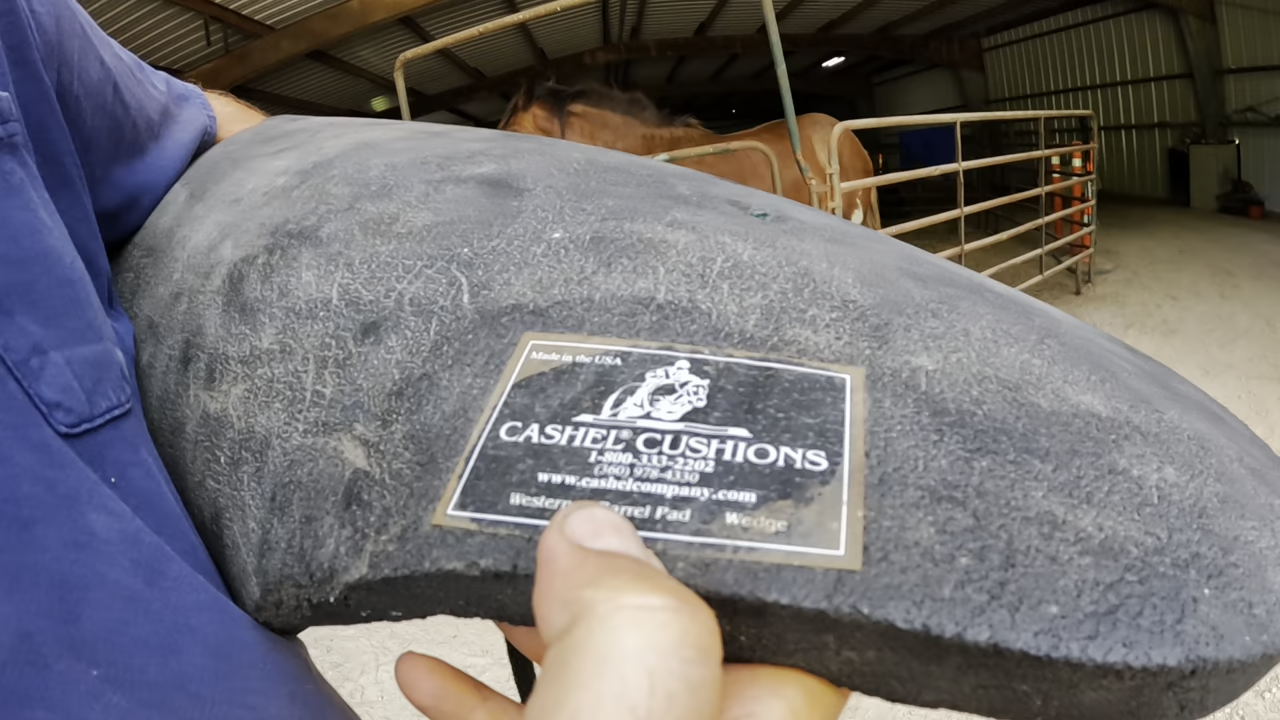 Made in the USA
CASHEL® CUSHIONS
1-800-333-2202
(360) 978-4330
www.cashelcompany.com
Western Barrel Pad Wedge